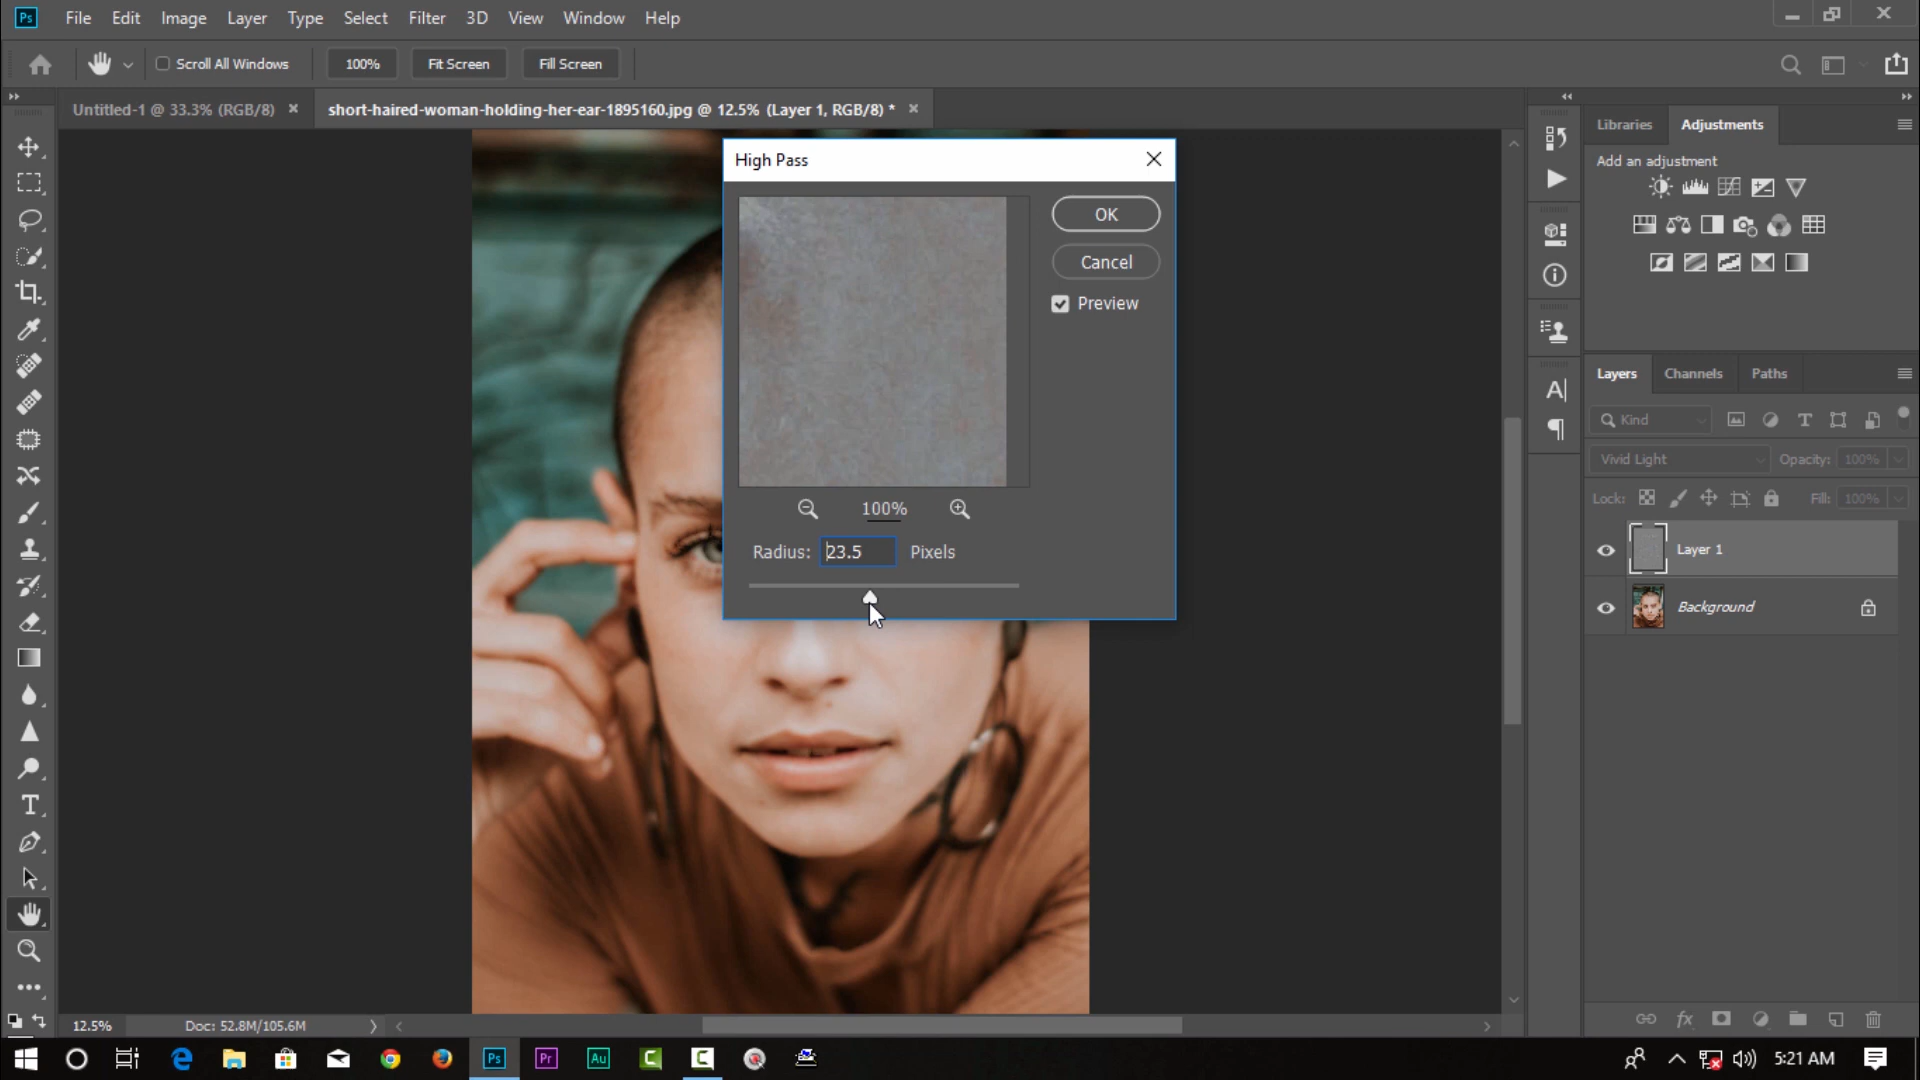 Ps File Edit Image Layer Type Select Filter 3D View Window Help
Scroll All Windows 100% Fit Screen Fill Screen
Untitled-1 @ 33.3% (RGB/8) × short-haired-woman-holding-her-ear-1895160.jpg @ 12.5% (Layer 1, RGB/8) * ×
High Pass
OK
Cancel
Preview
100%
Radius: 23.5 Pixels
Libraries Adjustments
Add an adjustment
Layers Channels Paths
Kind
Vivid Light Opacity: 100%
Lock: Fill: 100%
Layer 1
Background
12.5% Doc: 52.8M/105.6M
Ps Pr Au 5:21 AM